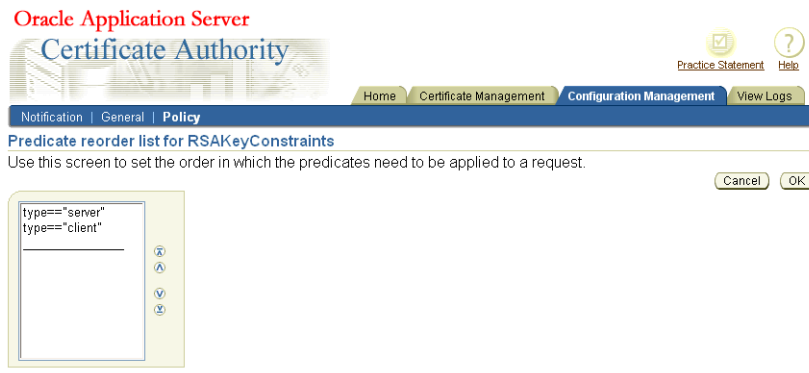 Oracle Application Server
Certificate Authority
Practice Statement Help
Home Certificate Management Configuration Management View Logs
Notification | General | Policy
Predicate reorder list for RSAKeyConstraints
Use this screen to set the order in which the predicates need to be applied to a request.
Cancel OK
type=="server"
type=="client"